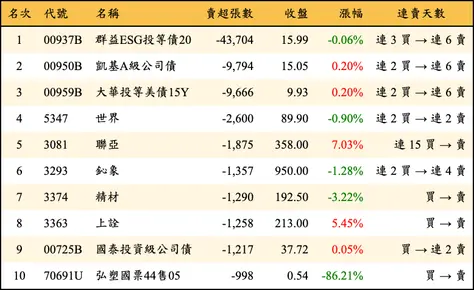 名次 代號 名稱 賣超張數 收盤 漲幅 連賣天數
1 00937B 群益ESG投等債20 -43,704 15.99 -0.06% 連 3 買 → 連 6 賣
2 00950B 凱基A級公司債 -9,794 15.05 0.20% 連 2 買 → 連 6 賣
3 00959B 大華投等美債15Y -9,666 9.93 0.20% 連 2 買 → 連 6 賣
4 5347 世界 -2,600 89.90 -0.90% 連 2 買 → 連 2 賣
5 3081 聯亞 -1,875 358.00 7.03% 連 15 買 → 賣
6 3293 鈊象 -1,357 950.00 -1.28% 連 2 買 → 連 4 賣
7 3374 精材 -1,290 192.50 -3.22% 買 → 賣
8 3363 上詮 -1,258 213.00 5.45% 買 → 賣
9 00725B 國泰投資級公司債 -1,217 37.72 0.05% 買 → 連 2 賣
10 70691U 弘塑國票44售05 -998 0.54 -86.21% 買 → 賣